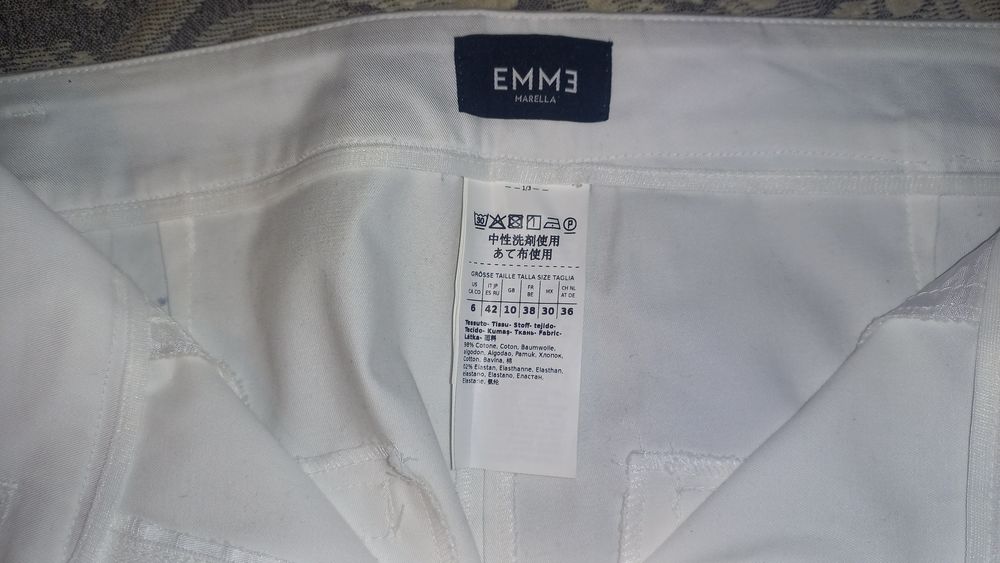 EMMƎ
MARELLA
1/3
30
中性洗剤使用
あて布使用
GRÖSSE TAILLE TALLA SIZE TAGLIA
US CA CO IT JP ES RU GB FR BE MX CH NL AT DE
6 42 10 38 30 36
Tessuto- Tissu- Stoff- tejido-
Tecido- Kumaş- Ткань- Fabric-
Látka- 面料
98% Cotone, Coton, Baumwolle,
Algodon, Algodao, Pamuk, Хлопок,
Cotton, Bavlna, 棉
02% Elastan, Elasthanne, Elasthan,
Elastano, Elastano, Еластан,
Elastane, 氨纶